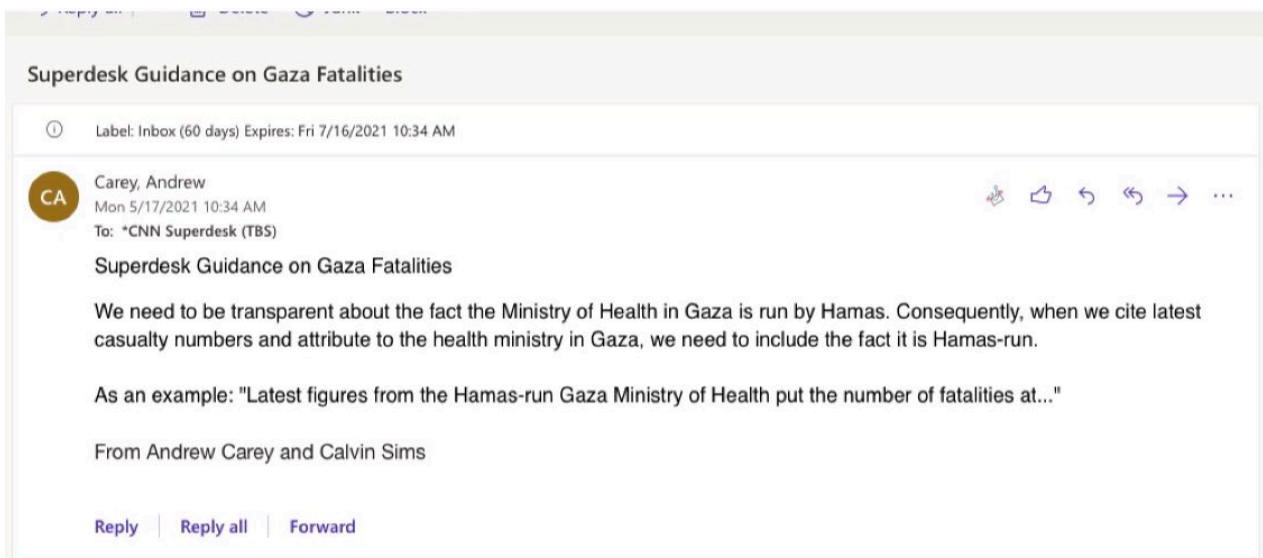 Superdesk Guidance on Gaza Fatalities
Label: Inbox (60 days) Expires: Fri 7/16/2021 10:34 AM
CA
Carey, Andrew
Mon 5/17/2021 10:34 AM
To: *CNN Superdesk (TBS)
Superdesk Guidance on Gaza Fatalities
We need to be transparent about the fact the Ministry of Health in Gaza is run by Hamas. Consequently, when we cite latest
casualty numbers and attribute to the health ministry in Gaza, we need to include the fact it is Hamas-run.
As an example: "Latest figures from the Hamas-run Gaza Ministry of Health put the number of fatalities at..."
From Andrew Carey and Calvin Sims
Reply Reply all Forward